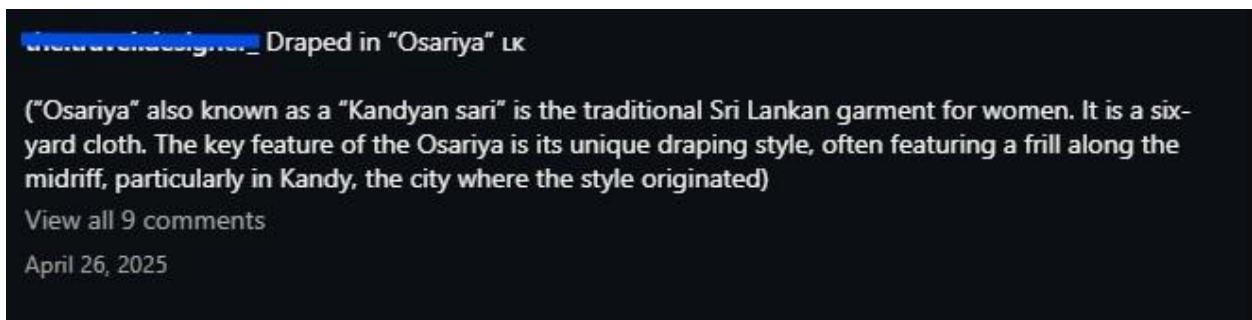 Draped in “Osariya” LK
(“Osariya” also known as a “Kandyan sari” is the traditional Sri Lankan garment for women. It is a six-
yard cloth. The key feature of the Osariya is its unique draping style, often featuring a frill along the
midriff, particularly in Kandy, the city where the style originated)
View all 9 comments
April 26, 2025